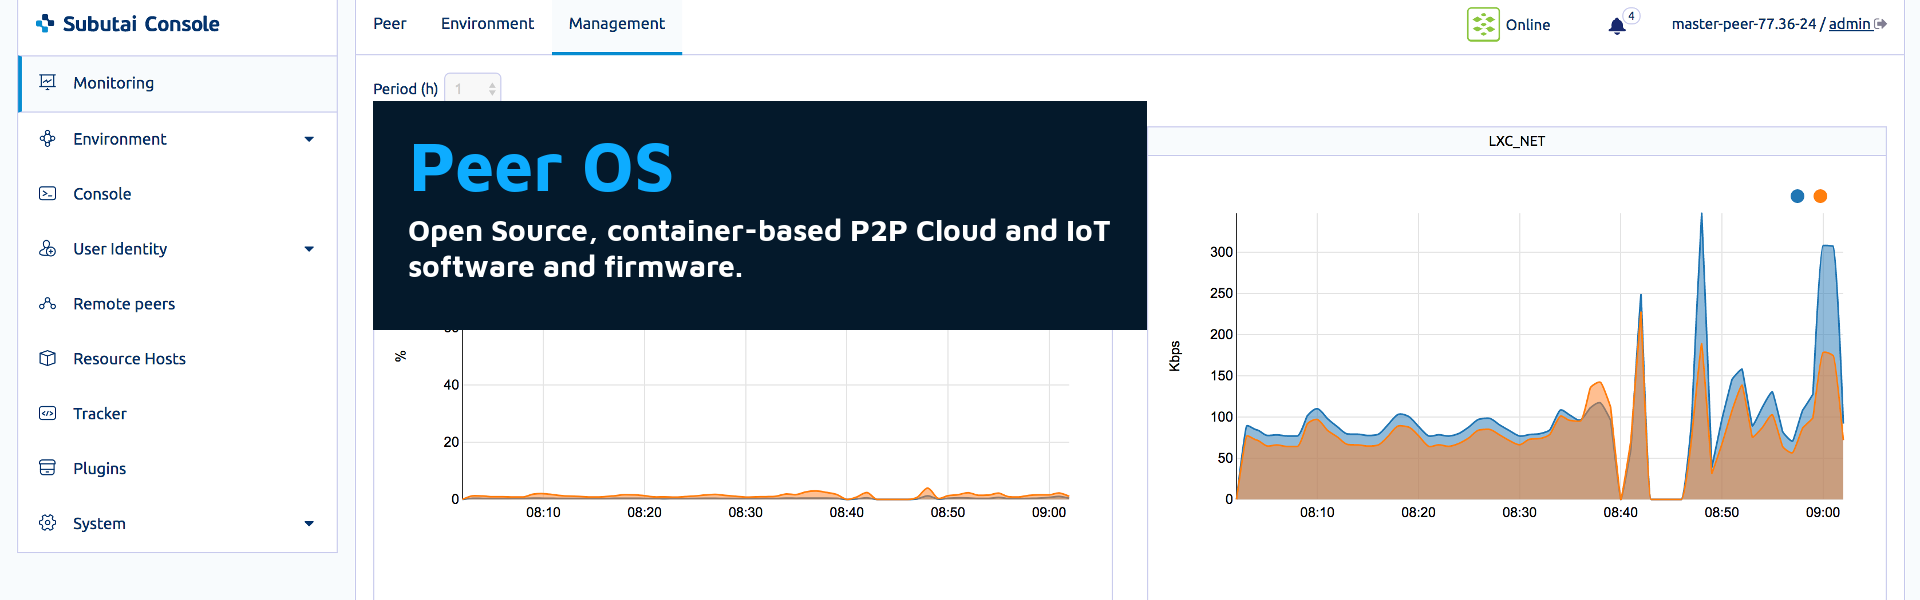 Subutai Console
Peer
Environment
Management
Online
4
master-peer-77.36-24 / admin
Monitoring
Environment
Console
User Identity
Remote peers
Resource Hosts
Tracker
Plugins
System
Period (h)
1
Peer OS
Open Source, container-based P2P Cloud and IoT
software and firmware.
%
40
20
0
08:10
08:20
08:30
08:40
08:50
09:00
LXC_NET
Kbps
300
250
200
150
100
50
0
08:10
08:20
08:30
08:40
08:50
09:00